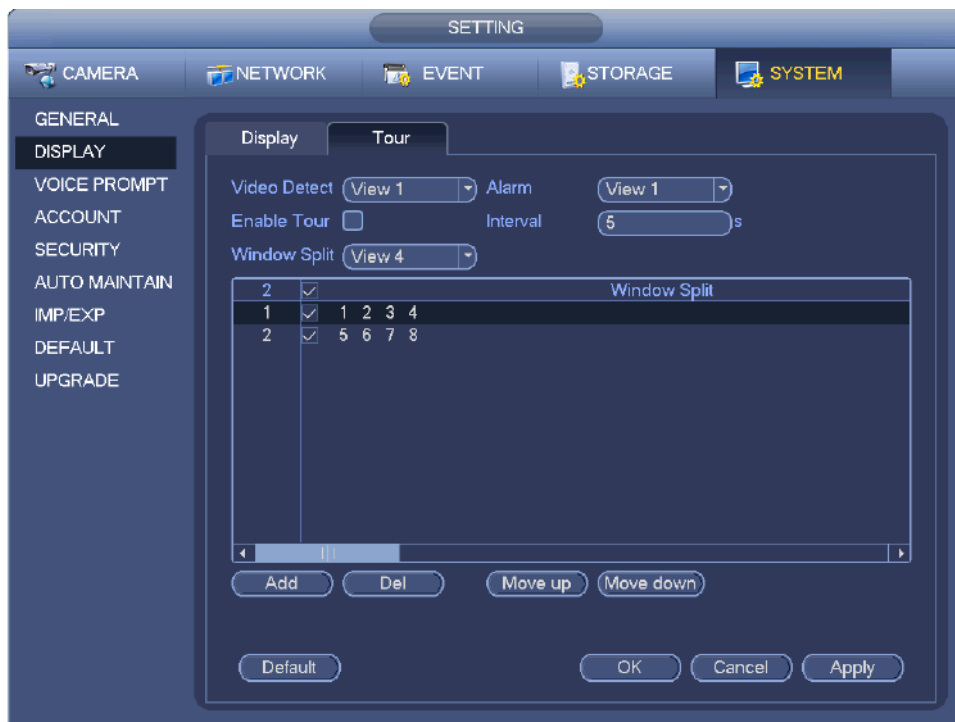 SETTING
CAMERA NETWORK EVENT STORAGE SYSTEM
GENERAL
DISPLAY
VOICE PROMPT
ACCOUNT
SECURITY
AUTO MAINTAIN
IMP/EXP
DEFAULT
UPGRADE
Display Tour
Video Detect View 1 Alarm View 1
Enable Tour Interval 5 s
Window Split View 4
2 Window Split
1 1 2 3 4
2 5 6 7 8
Add Del Move up Move down
Default OK Cancel Apply